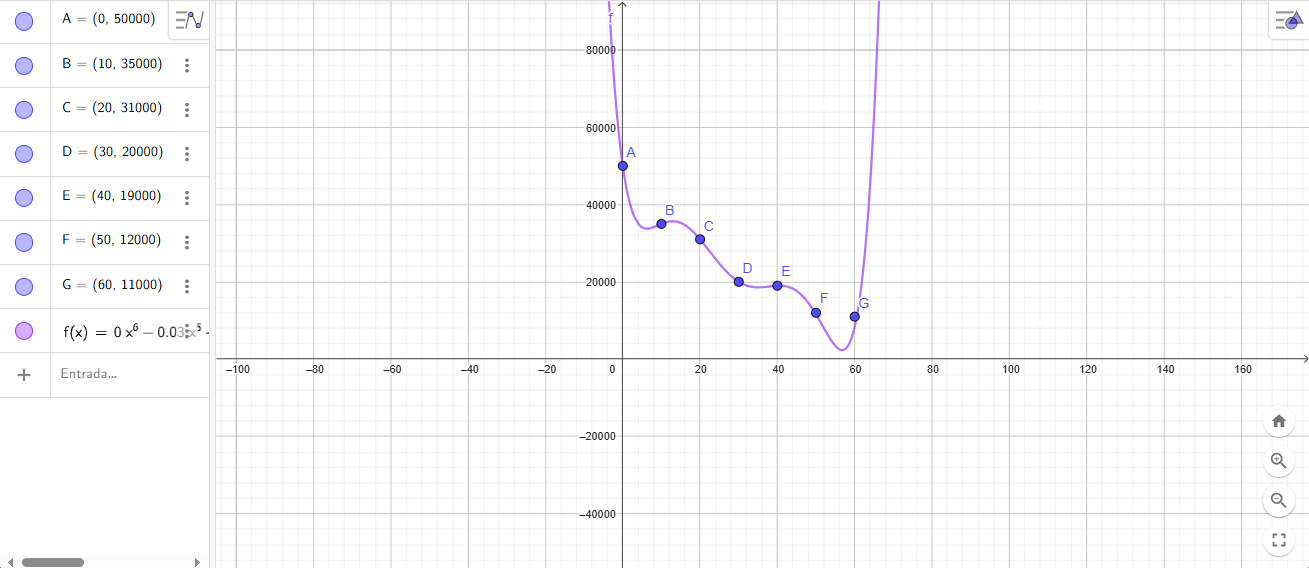 A = (0, 50000)
B = (10, 35000)
C = (20, 31000)
D = (30, 20000)
E = (40, 19000)
F = (50, 12000)
G = (60, 11000)
f(x) = 0 x⁶ − 0.03 x⁵ -
+ Entrada...
f
80000
60000
40000
20000
0
−20000
−40000
−100 −80 −60 −40 −20 20 40 60 80 100 120 140 160
A
B
C
D
E
F
G